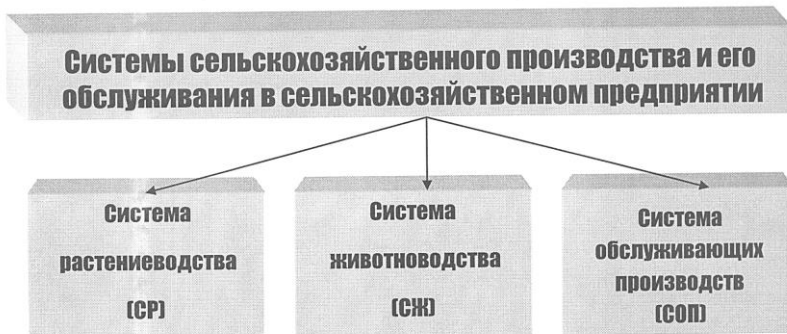 Системы сельскохозяйственного производства и его
обслуживания в сельскохозяйственном предприятии
Система
растениеводства
(СР)
Система
животноводства
(СЖ)
Система
обслуживающих
производств
(СОП)